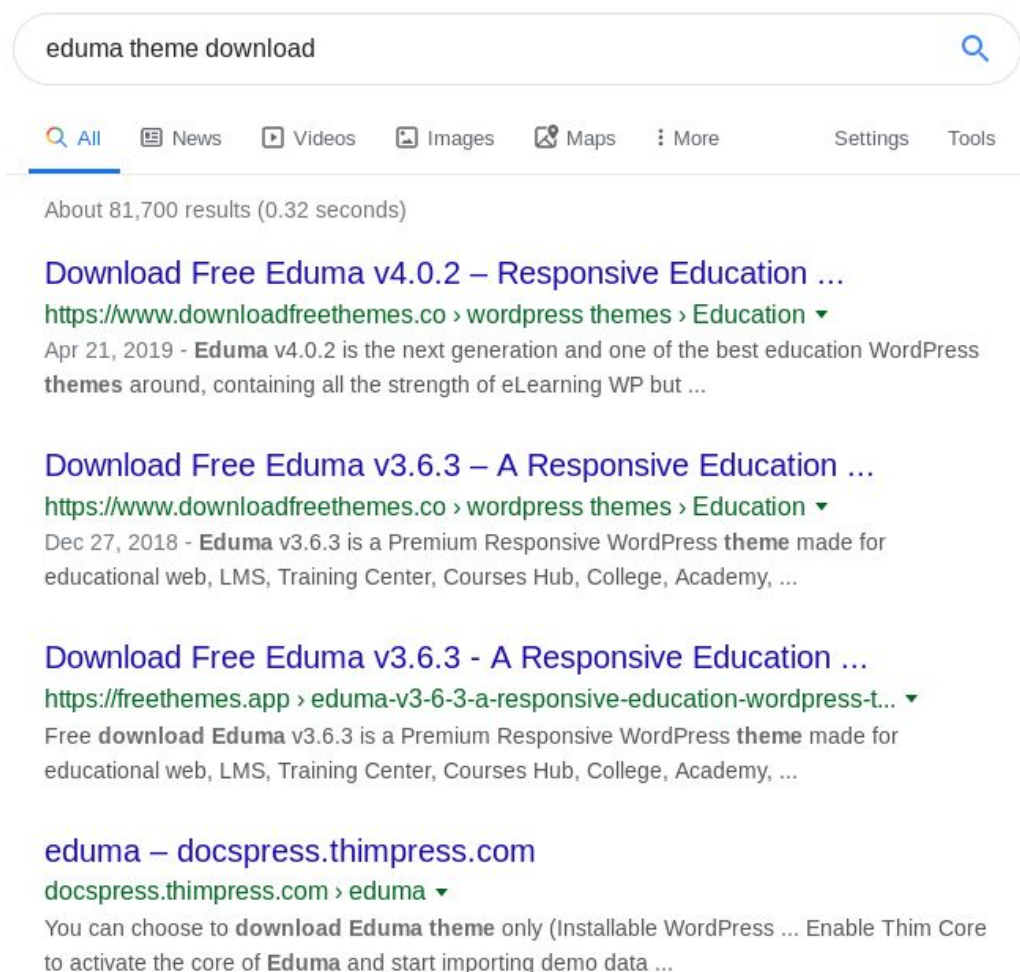 eduma theme download
All News Videos Images Maps More Settings Tools
About 81,700 results (0.32 seconds)
Download Free Eduma v4.0.2 – Responsive Education ...
https://www.downloadfreethemes.co › wordpress themes › Education
Apr 21, 2019 - Eduma v4.0.2 is the next generation and one of the best education WordPress
themes around, containing all the strength of eLearning WP but ...
Download Free Eduma v3.6.3 – A Responsive Education ...
https://www.downloadfreethemes.co › wordpress themes › Education
Dec 27, 2018 - Eduma v3.6.3 is a Premium Responsive WordPress theme made for
educational web, LMS, Training Center, Courses Hub, College, Academy, ...
Download Free Eduma v3.6.3 - A Responsive Education ...
https://freethemes.app › eduma-v3-6-3-a-responsive-education-wordpress-t...
Free download Eduma v3.6.3 is a Premium Responsive WordPress theme made for
educational web, LMS, Training Center, Courses Hub, College, Academy, ...
eduma – docspress.thimpress.com
docspress.thimpress.com › eduma
You can choose to download Eduma theme only (Installable WordPress ... Enable Thim Core
to activate the core of Eduma and start importing demo data ...